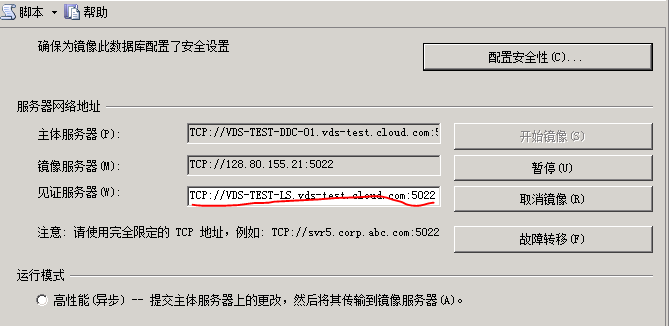 脚本 帮助
确保为镜像此数据库配置了安全设置
配置安全性(C)...
服务器网络地址
主体服务器(P): TCP://VDS-TEST-DDC-01.vds-test.cloud.com:5 开始镜像(S)
镜像服务器(M): TCP://128.80.155.21:5022 暂停(U)
见证服务器(W): TCP://VDS-TEST-LS.vds-test.cloud.com:5022 取消镜像(R)
注意: 请使用完全限定的 TCP 地址，例如: TCP://svr5.corp.abc.com:5022 故障转移(F)
运行模式
高性能(异步) -- 提交主体服务器上的更改，然后将其传输到镜像服务器(A)。